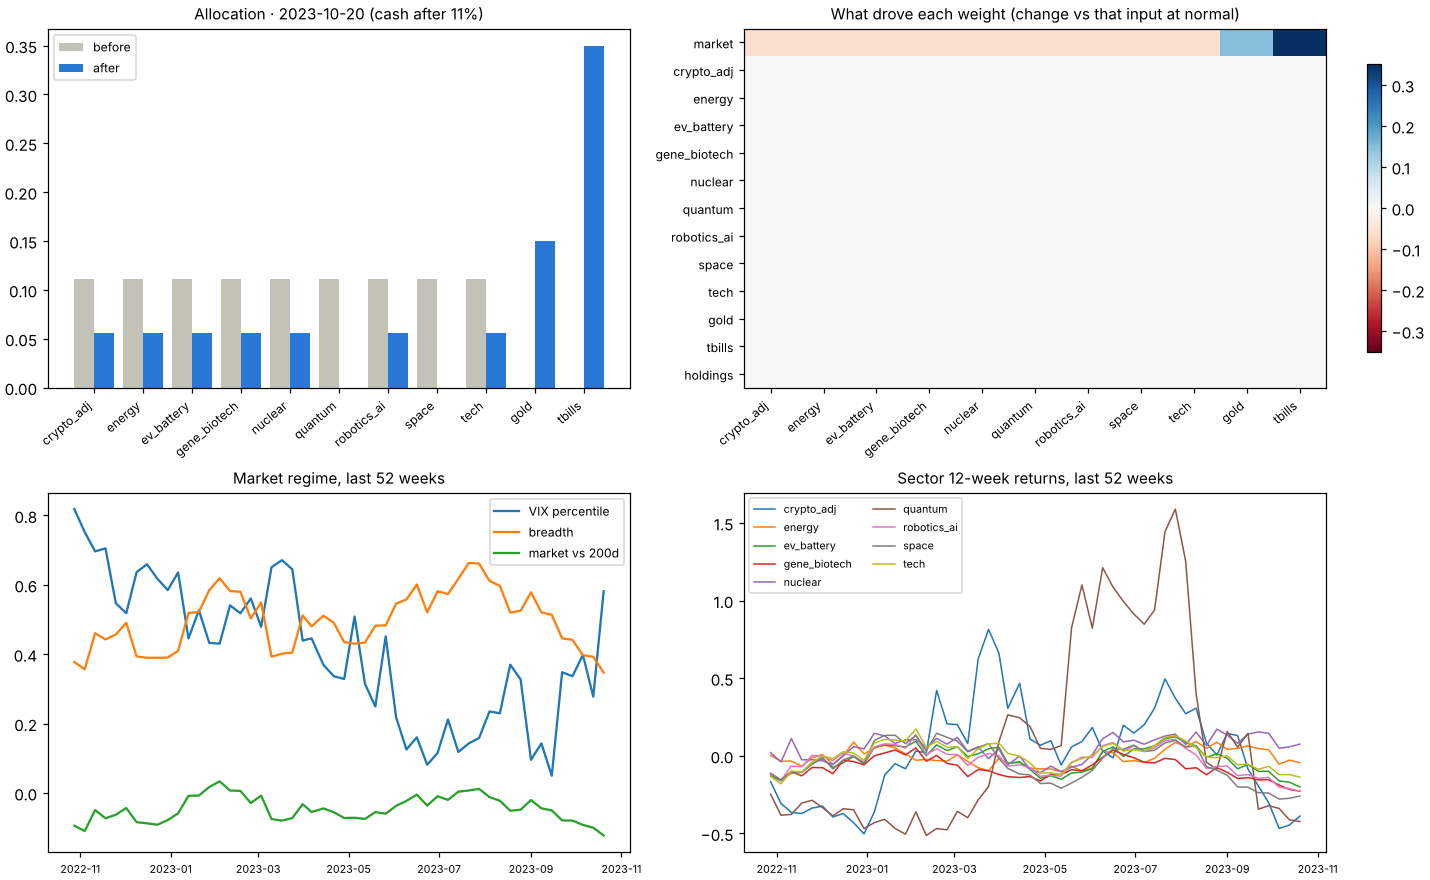 Allocation · 2023-10-20 (cash after 11%)
before
after
0.35
0.30
0.25
0.20
0.15
0.10
0.05
0.00
crypto_adj
energy
ev_battery
gene_biotech
nuclear
quantum
robotics_ai
space
tech
gold
tbills
What drove each weight (change vs that input at normal)
market
crypto_adj
energy
ev_battery
gene_biotech
nuclear
quantum
robotics_ai
space
tech
gold
tbills
holdings
crypto_adj
energy
ev_battery
gene_biotech
nuclear
quantum
robotics_ai
space
tech
gold
tbills
0.3
0.2
0.1
0.0
−0.1
−0.2
−0.3
Market regime, last 52 weeks
VIX percentile
breadth
market vs 200d
0.8
0.6
0.4
0.2
0.0
2022-11
2023-01
2023-03
2023-05
2023-07
2023-09
2023-11
Sector 12-week returns, last 52 weeks
crypto_adj
energy
ev_battery
gene_biotech
nuclear
quantum
robotics_ai
space
tech
1.5
1.0
0.5
0.0
−0.5
2022-11
2023-01
2023-03
2023-05
2023-07
2023-09
2023-11